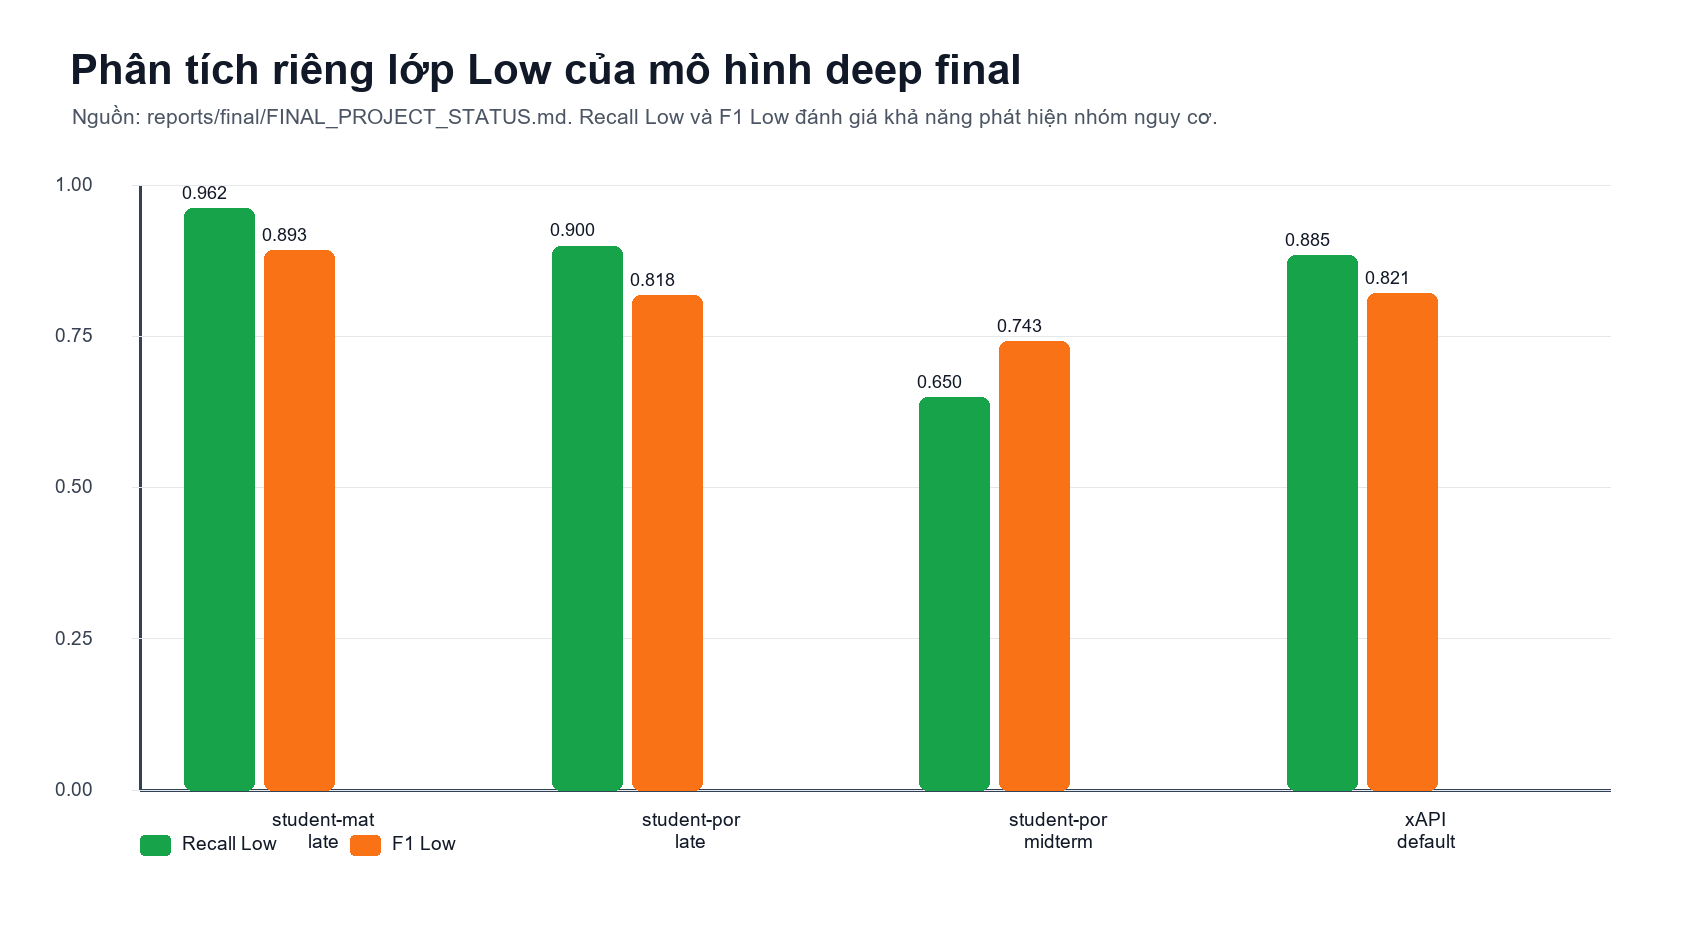 Phân tích riêng lớp Low của mô hình deep final
Nguồn: reports/final/FINAL_PROJECT_STATUS.md. Recall Low và F1 Low đánh giá khả năng phát hiện nhóm nguy cơ.
1.00
0.75
0.50
0.25
0.00
0.962
0.893
0.900
0.818
0.650
0.743
0.885
0.821
student-mat
late
student-por
late
student-por
midterm
xAPI
default
Recall Low
F1 Low